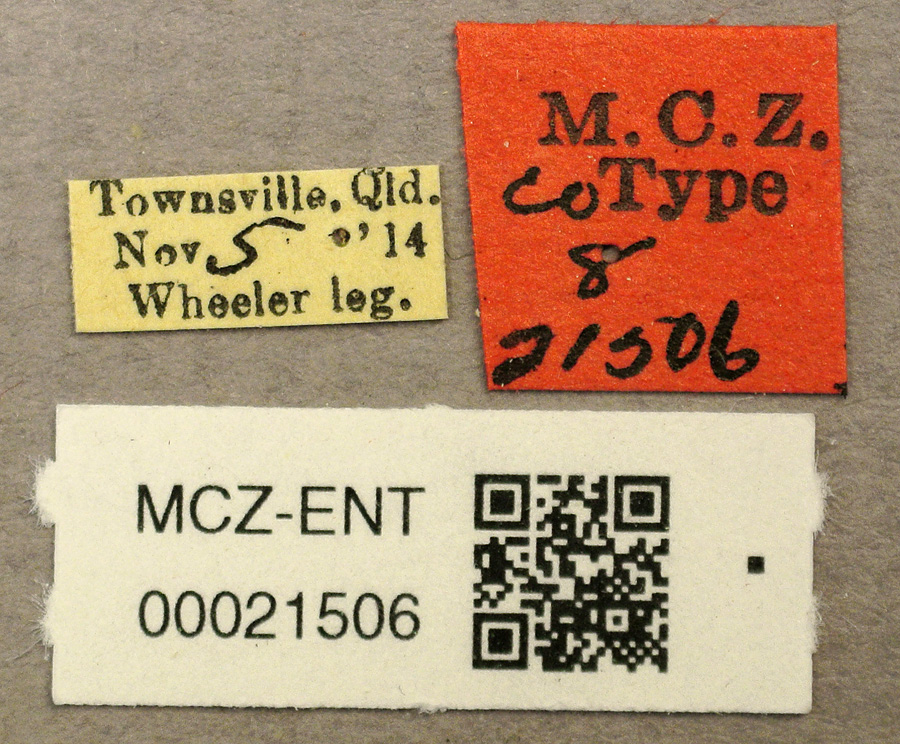 Townsville, Qld.
Nov 5 '14
Wheeler leg.
M.C.Z.
CoType
8
21506
MCZ-ENT
00021506